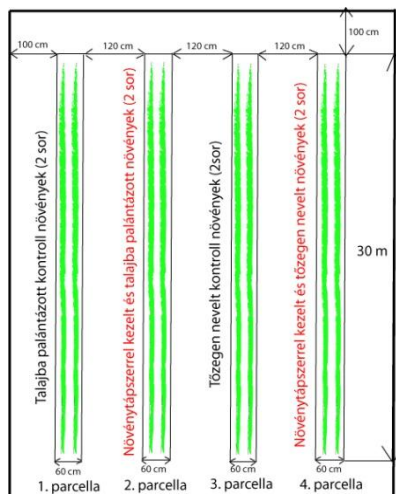 100 cm
100 cm
120 cm
120 cm
120 cm
Talajba palántázott kontroll növények (2 sor)
Növénytápszerrel kezelt és talajba palántázott növények (2 sor)
Tőzegen nevelt kontroll növények (2sor)
Növénytápszerrel kezelt és tőzegen nevelt növények (2 sor)
30 m
60 cm
60 cm
60 cm
60 cm
1. parcella
2. parcella
3. parcella
4. parcella